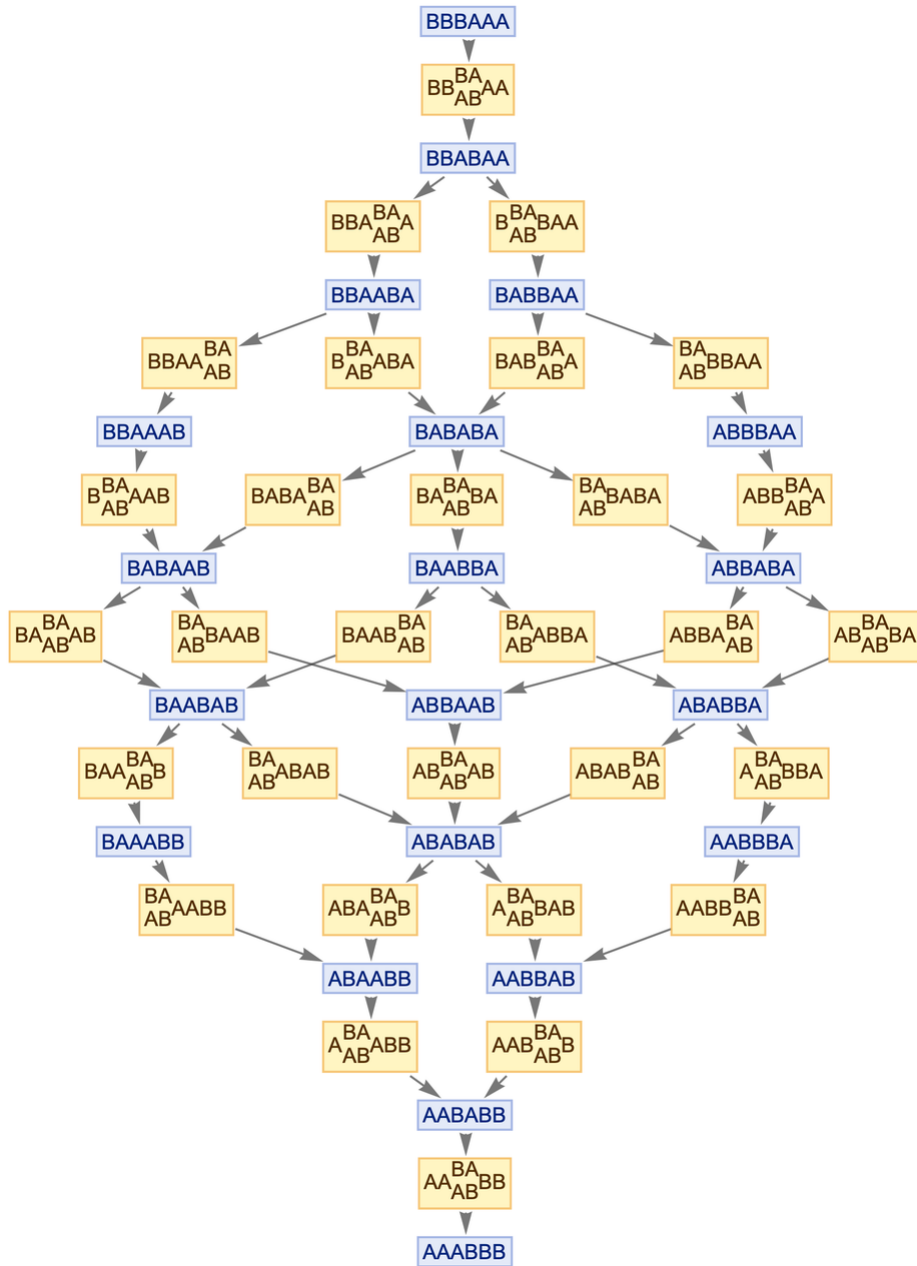 BBBAAA
BB BA AB AA
BBABAA
BBA BA AB A
B BA AB BAA
BBAABA
BABBAA
BBAA BA AB
B BA AB ABA
BAB BA AB A
BA AB BBAA
BBAAAB
BABABA
ABBBAA
B BA AB AAB
BABA BA AB
BA BA AB BA
BA AB BABA
ABB BA AB A
BABAAB
BAABBA
ABBABA
BA BA AB AB
BA AB BAAB
BAAB BA AB
BA AB ABBA
ABBA BA AB
AB BA AB BA
BAABAB
ABBAAB
ABABBA
BAA BA AB B
BA AB ABAB
AB BA AB AB
ABAB BA AB
A BA AB BBA
BAAABB
ABABAB
AABBBA
BA AB AABB
ABA BA AB B
A BA AB BAB
AABB BA AB
ABAABB
AABBAB
A BA AB ABB
AAB BA AB B
AABABB
AA BA AB BB
AAABBB